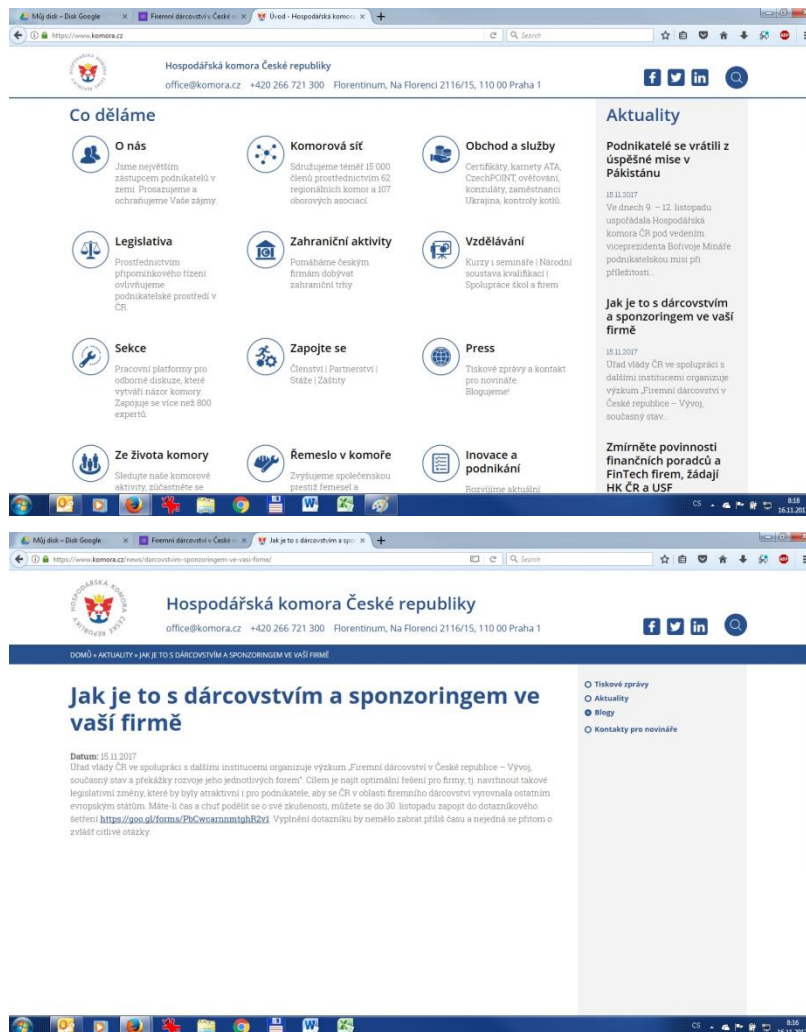 Můj disk – Disk Google
Firemní dárcovství v České re
Úvod - Hospodářská komora
https://www.komora.cz
Search
Hospodářská komora České republiky
office@komora.cz +420 266 721 300 Florentinum, Na Florenci 2116/15, 110 00 Praha 1
Co děláme
O nás
Jsme největším
zástupcem podnikatelů v
zemi. Prosazujeme a
ochraňujeme Vaše zájmy.
Komorová síť
Sdružujeme téměř 15 000
členů prostřednictvím 62
regionálních komor a 107
oborových asociací.
Obchod a služby
Certifikáty, karnety ATA,
CzechPOINT, ověřování,
konzuláty, zaměstnanci
Ukrajina, kontroly kotlů.
Legislativa
Prostřednictvím
připomínkového řízení
ovlivňujeme
podnikatelské prostředí v
ČR
Zahraniční aktivity
Pomáháme českým
firmám dobývat
zahraniční trhy
Vzdělávání
Kurzy i semináře | Národní
soustava kvalifikací |
Spolupráce škol a firem
Sekce
Pracovní platformy pro
odborné diskuze, které
vytváří názor komory.
Zapojuje se více než 800
expertů.
Zapojte se
Členství | Partnerství |
Stáže | Záštity
Press
Tiskové zprávy a kontakt
pro novináře.
Blogujeme!
Ze života komory
Sledujte naše komorové
aktivity, zúčastněte se
Řemeslo v komoře
Zvyšujeme společenskou
prestiž řemesel a
Inovace a
podnikání
Rozvíjíme aktuální
Aktuality
Podnikatelé se vrátili z
úspěšné mise v
Pákistánu
15.11.2017
Ve dnech 9. – 12. listopadu
uspořádala Hospodářská
komora ČR pod vedením
viceprezidenta Bořivoje Mináře
podnikatelskou misi při
příležitosti...
Jak je to s dárcovstvím
a sponzoringem ve vaší
firmě
15.11.2017
Úřad vlády ČR ve spolupráci s
dalšími institucemi organizuje
výzkum „Firemní dárcovství v
České republice – Vývoj,
současný stav...
Zmírněte povinnosti
finančních poradců a
FinTech firem, žádají
HK ČR a USF
CS
8:18
16.11.201
Můj disk – Disk Google
Firemní dárcovství v České re
Jak je to s dárcovstvím a spo
https://www.komora.cz/news/darcovstvim-sponzoringem-ve-vasi-firme/
Search
HOSPODÁŘSKÁ KOMORA ČESKÉ REPUBLIKY
Hospodářská komora České republiky
office@komora.cz +420 266 721 300 Florentinum, Na Florenci 2116/15, 110 00 Praha 1
DOMŮ » AKTUALITY » JAK JE TO S DÁRCOVSTVÍM A SPONZORINGEM VE VAŠÍ FIRMĚ
Jak je to s dárcovstvím a sponzoringem ve
vaší firmě
Datum: 15.11.2017
Úřad vlády ČR ve spolupráci s dalšími institucemi organizuje výzkum „Firemní dárcovství v České republice – Vývoj,
současný stav a překážky rozvoje jeho jednotlivých forem". Cílem je najít optimální řešení pro firmy, tj. navrhnout takové
legislativní změny, které by byly atraktivní i pro podnikatele, aby se ČR v oblasti firemního dárcovství vyrovnala ostatním
evropským státům. Máte-li čas a chuť podělit se o své zkušenosti, můžete se do 30. listopadu zapojit do dotazníkového
šetření https://goo.gl/forms/PbCwcarnnmtghR2v1. Vyplnění dotazníku by nemělo zabrat příliš času a nejedná se přitom o
zvlášť citlivé otázky.
Tiskové zprávy
Aktuality
Blogy
Kontakty pro novináře
CS
8:16